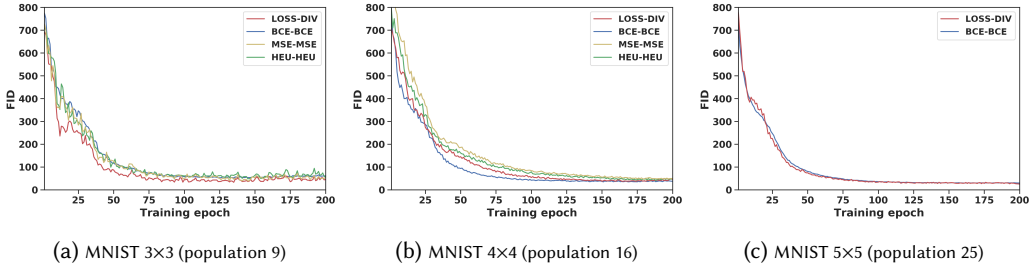 800
700
600
500
400
300
200
100
0
FID
25 50 75 100 125 150 175 200
Training epoch
LOSS-DIV
BCE-BCE
MSE-MSE
HEU-HEU
(a) MNIST 3×3 (population 9)
800
700
600
500
400
300
200
100
0
FID
25 50 75 100 125 150 175 200
Training epoch
LOSS-DIV
BCE-BCE
MSE-MSE
HEU-HEU
(b) MNIST 4×4 (population 16)
800
700
600
500
400
300
200
100
0
FID
25 50 75 100 125 150 175 200
Training epoch
LOSS-DIV
BCE-BCE
(c) MNIST 5×5 (population 25)